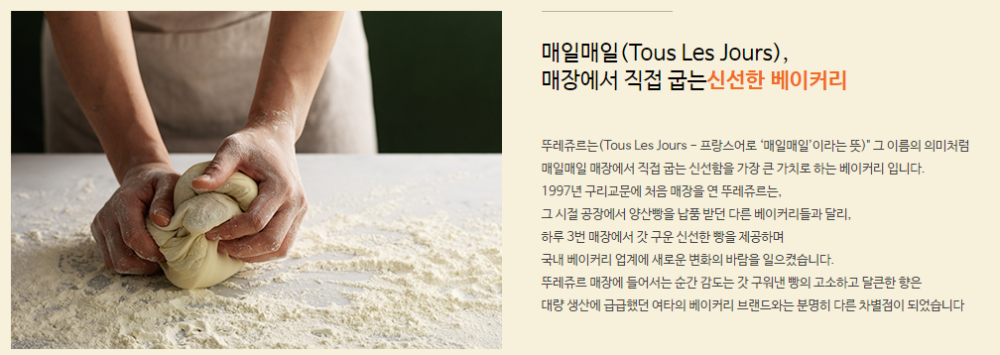 매일매일(Tous Les Jours),
매장에서 직접 굽는신선한 베이커리
뚜레쥬르는(Tous Les Jours - 프랑스어로 ‘매일매일’이라는 뜻)" 그 이름의 의미처럼
매일매일 매장에서 직접 굽는 신선함을 가장 큰 가치로 하는 베이커리 입니다.
1997년 구리교문에 처음 매장을 연 뚜레쥬르는,
그 시절 공장에서 양산빵을 납품 받던 다른 베이커리들과 달리,
하루 3번 매장에서 갓 구운 신선한 빵을 제공하며
국내 베이커리 업계에 새로운 변화의 바람을 일으켰습니다.
뚜레쥬르 매장에 들어서는 순간 감도는 갓 구워낸 빵의 고소하고 달큰한 향은
대량 생산에 급급했던 여타의 베이커리 브랜드와는 분명히 다른 차별점이 되었습니다